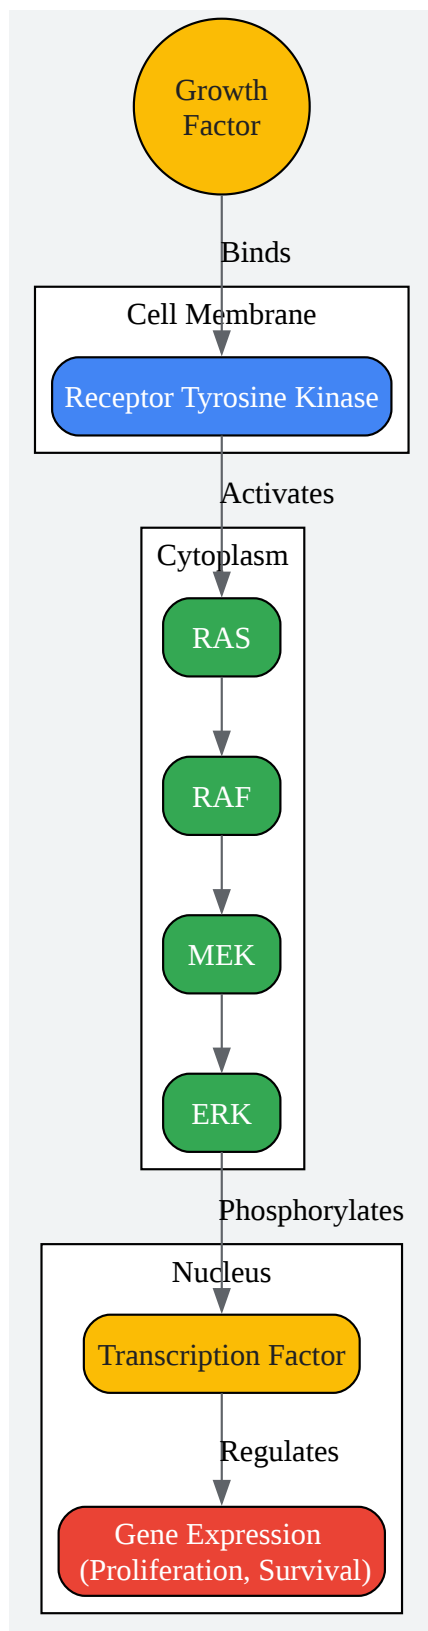 Growth
Factor
Binds
Cell Membrane
Receptor Tyrosine Kinase
Activates
Cytoplasm
RAS
RAF
MEK
ERK
Phosphorylates
Nucleus
Transcription Factor
Regulates
Gene Expression
(Proliferation, Survival)